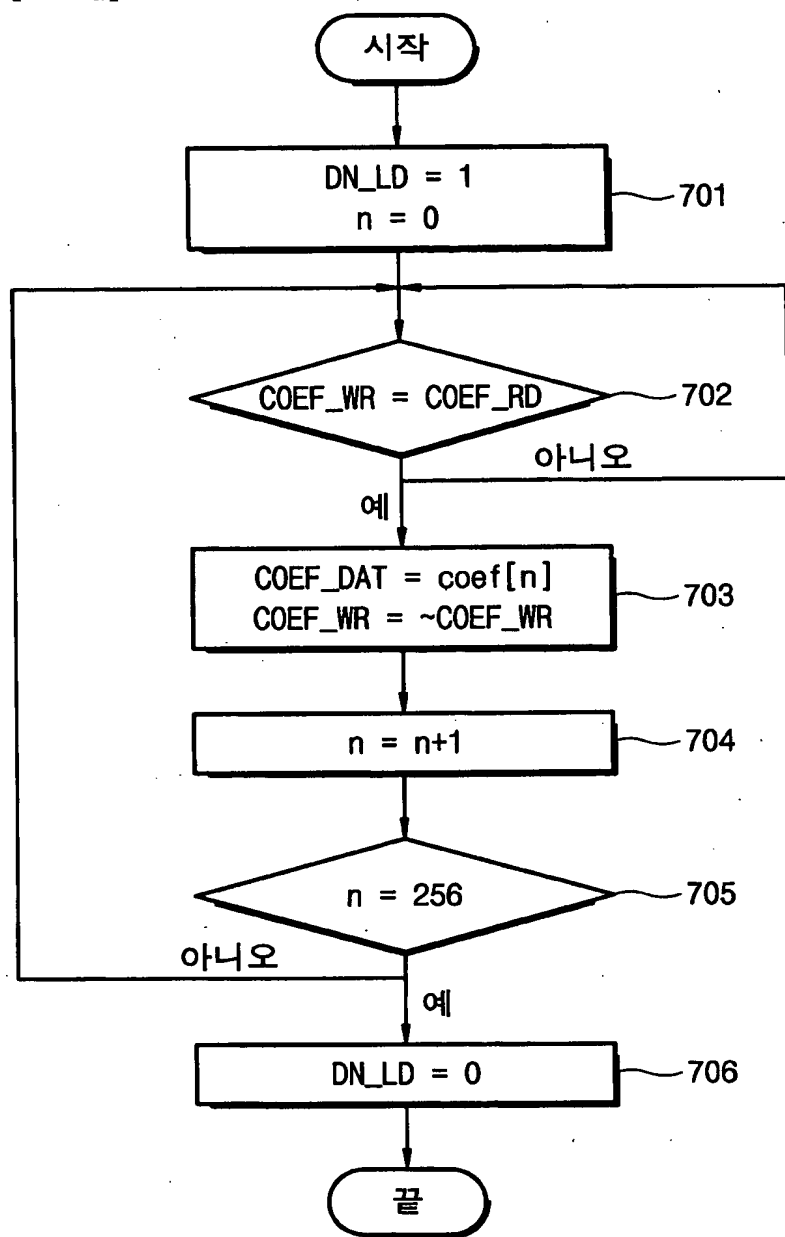 시작
DN_LD = 1
n = 0
701
COEF_WR = COEF_RD
702
아니오
예
COEF_DAT = coef[n]
COEF_WR = ~COEF_WR
703
n = n+1
704
n = 256
705
아니오
예
DN_LD = 0
706
끝